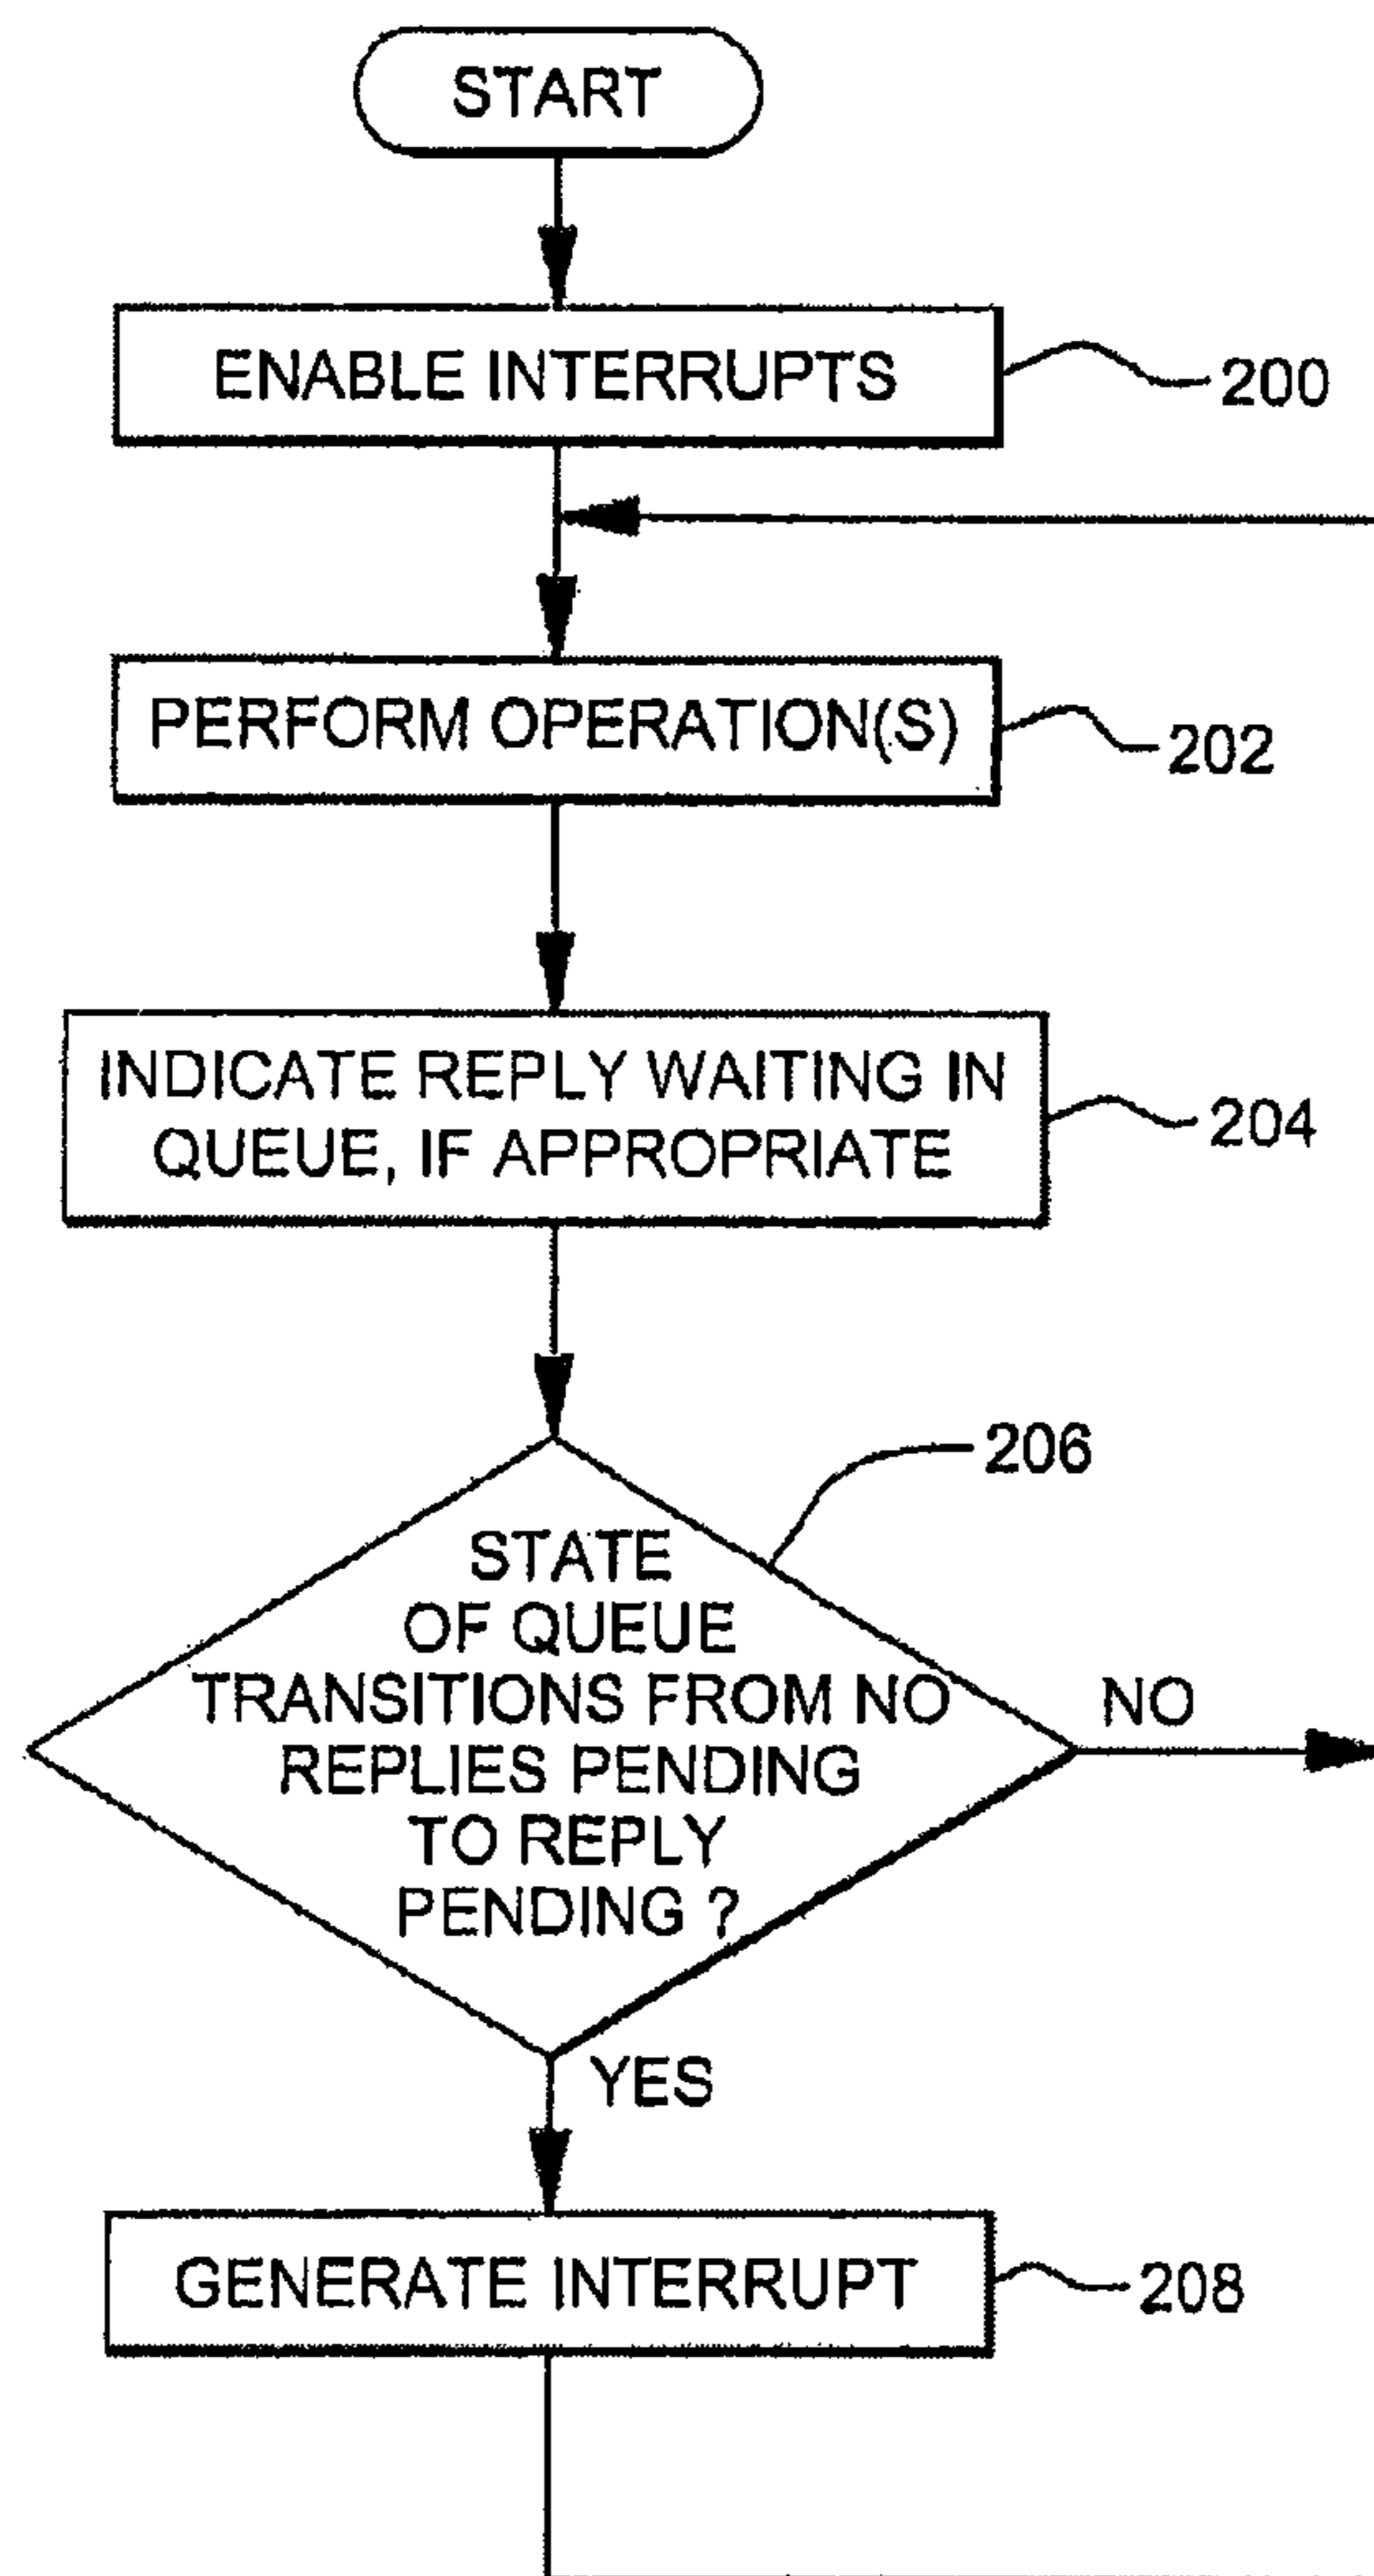 START
ENABLE INTERRUPTS
200
PERFORM OPERATION(S)
202
INDICATE REPLY WAITING IN
QUEUE, IF APPROPRIATE
204
206
STATE
OF QUEUE
TRANSITIONS FROM NO
REPLIES PENDING
TO REPLY
PENDING ?
NO
YES
GENERATE INTERRUPT
208